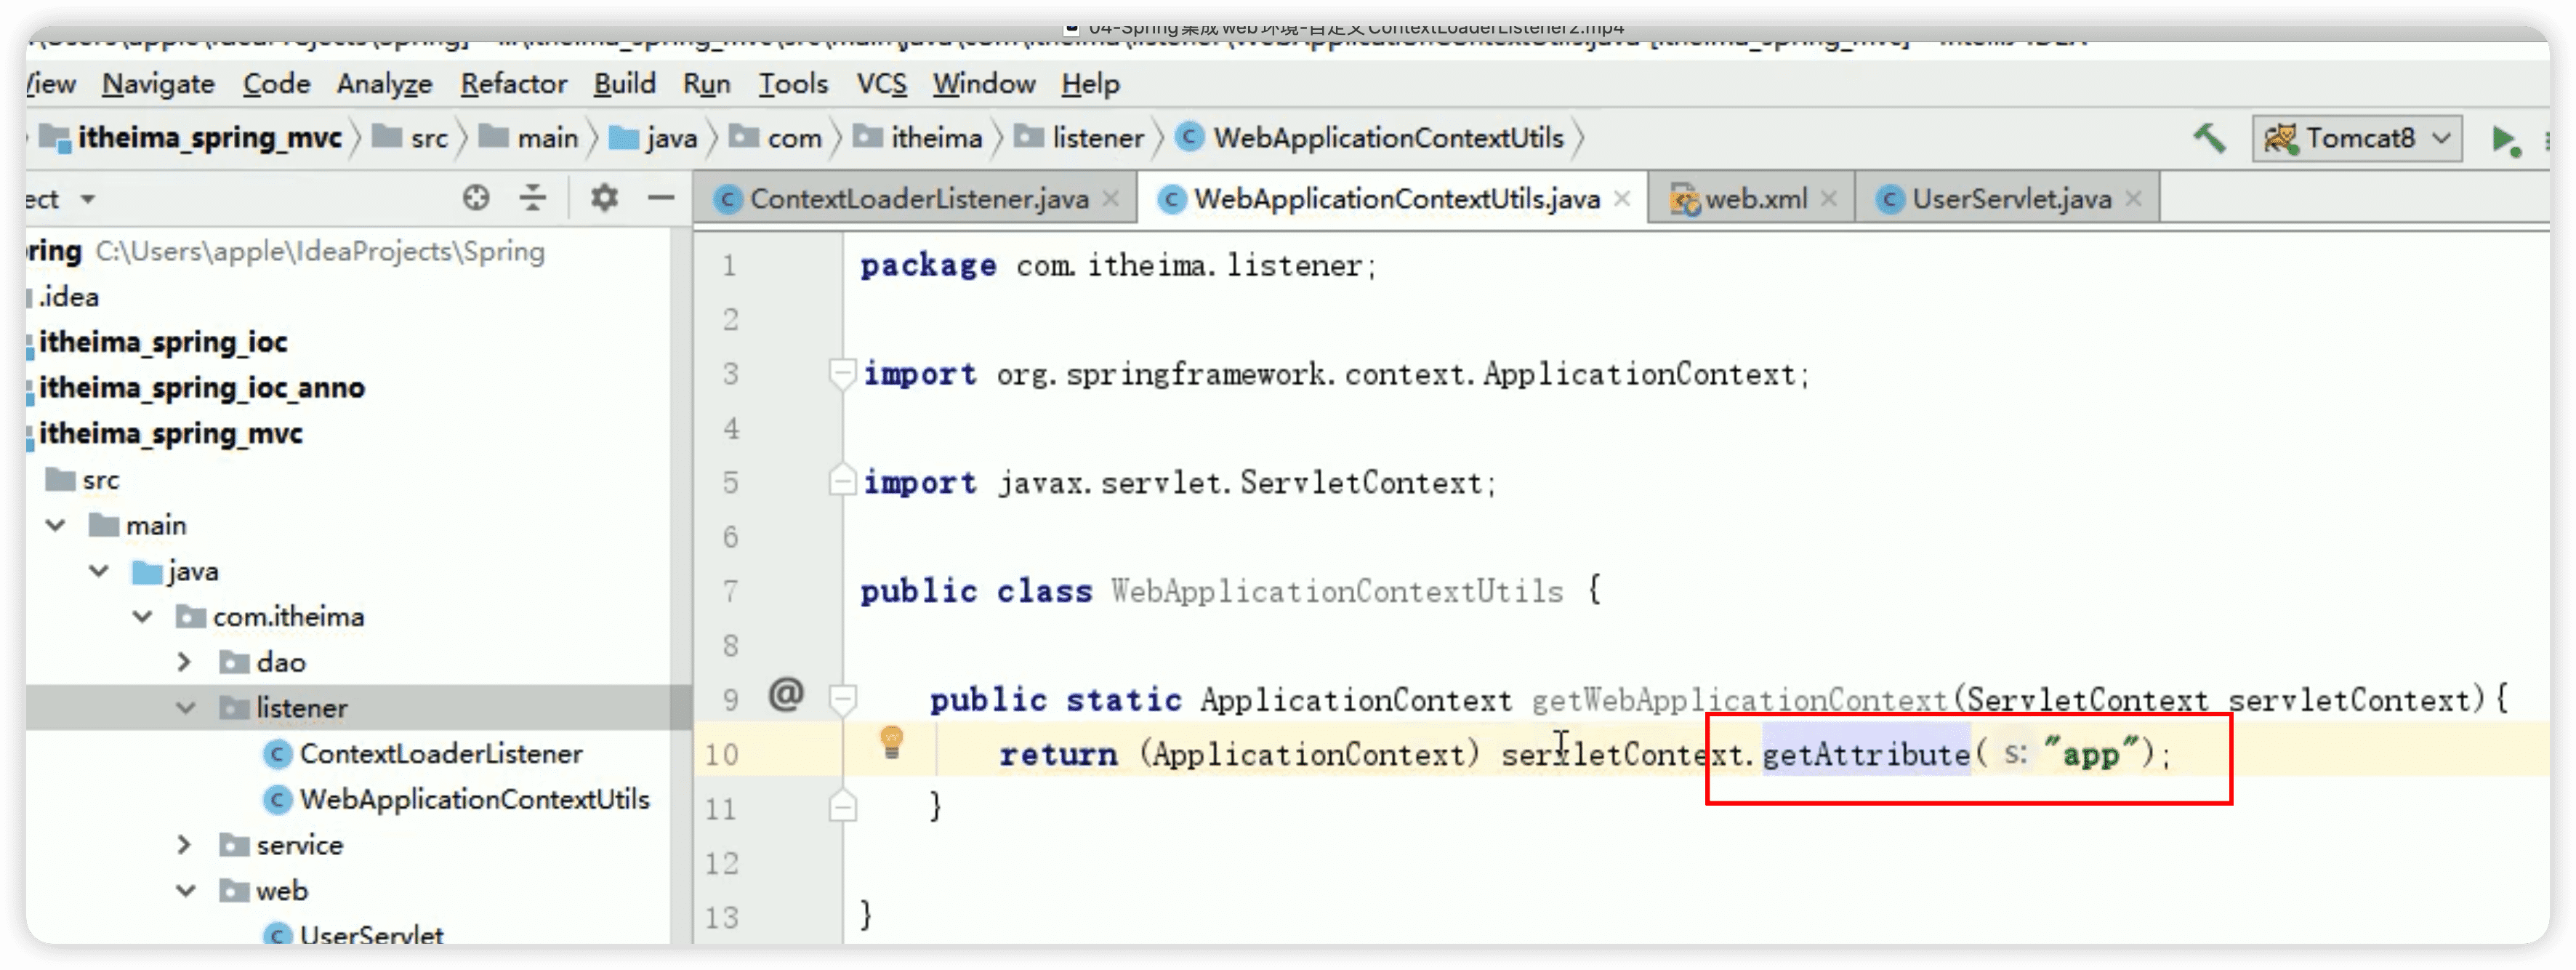 04-Spring集成web环境-自定义ContextLoaderListener2.mp4
View Navigate Code Analyze Refactor Build Run Tools VCS Window Help
itheima_spring_mvc src main java com itheima listener WebApplicationContextUtils Tomcat8
ect ContextLoaderListener.java WebApplicationContextUtils.java web.xml UserServlet.java
ring C:\Users\apple\IdeaProjects\Spring
.idea
itheima_spring_ioc
itheima_spring_ioc_anno
itheima_spring_mvc
src
main
java
com.itheima
dao
listener
ContextLoaderListener
WebApplicationContextUtils
service
web
UserServlet
1 package com.itheima.listener;
2
3 import org.springframework.context.ApplicationContext;
4
5 import javax.servlet.ServletContext;
6
7 public class WebApplicationContextUtils {
8
9 @ public static ApplicationContext getWebApplicationContext(ServletContext servletContext){
10 return (ApplicationContext) servletContext.getAttribute( s: "app");
11 }
12
13 }